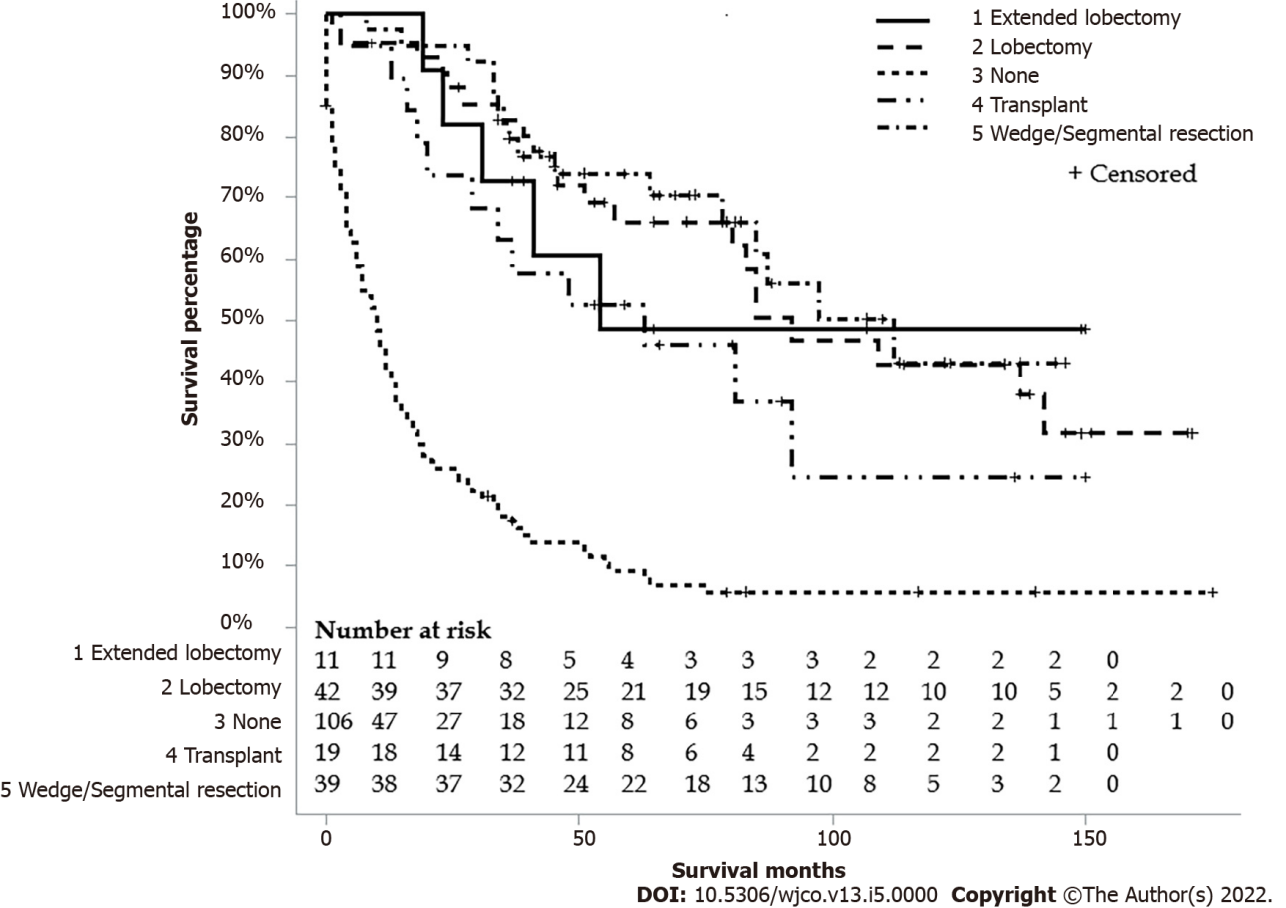 100%
90%
80%
70%
60%
50%
40%
30%
20%
10%
0%
Survival percentage
1 Extended lobectomy
2 Lobectomy
3 None
4 Transplant
5 Wedge/Segmental resection
+ Censored
Number at risk
1 Extended lobectomy 11 11 9 8 5 4 3 3 3 2 2 2 2 0
2 Lobectomy 42 39 37 32 25 21 19 15 12 12 10 10 5 2 2 0
3 None 106 47 27 18 12 8 6 3 3 3 2 2 1 1 1 0
4 Transplant 19 18 14 12 11 8 6 4 2 2 2 2 1 0
5 Wedge/Segmental resection 39 38 37 32 24 22 18 13 10 8 5 3 2 0
0 50 100 150
Survival months
DOI: 10.5306/wjco.v13.i5.0000 Copyright ©The Author(s) 2022.